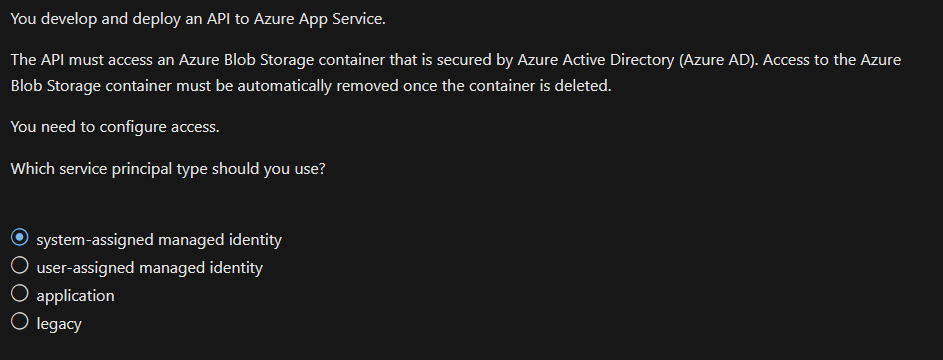 You develop and deploy an API to Azure App Service.
The API must access an Azure Blob Storage container that is secured by Azure Active Directory (Azure AD). Access to the Azure
Blob Storage container must be automatically removed once the container is deleted.
You need to configure access.
Which service principal type should you use?
system-assigned managed identity
user-assigned managed identity
application
legacy